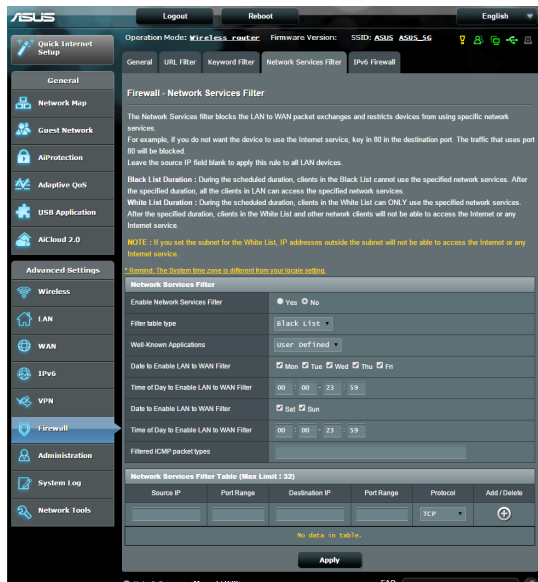 ASUS
Logout
Reboot
English
Quick Internet
Setup
Operation Mode: Wireless router Firmware Version: SSID: ASUS ASUS_5G
General
URL Filter
Keyword Filter
Network Services Filter
IPv6 Firewall
General
Network Map
Guest Network
AiProtection
Adaptive QoS
USB Application
AiCloud 2.0
Advanced Settings
Wireless
LAN
WAN
IPv6
VPN
Firewall
Administration
System Log
Network Tools
Firewall - Network Services Filter
The Network Services filter blocks the LAN to WAN packet exchanges and restricts devices from using specific network
services.
For example, if you do not want the device to use the Internet service, key in 80 in the destination port. The traffic that uses port
80 will be blocked.
Leave the source IP field blank to apply this rule to all LAN devices.
Black List Duration : During the scheduled duration, clients in the Black List cannot use the specified network services. After
the specified duration, all the clients in LAN can access the specified network services.
White List Duration : During the scheduled duration, clients in the White List can ONLY use the specified network services.
After the specified duration, clients in the White List and other network clients will not be able to access the Internet or any
Internet service.
NOTE : If you set the subnet for the White List, IP addresses outside the subnet will not be able to access the Internet or any
Internet service.
* Remind: The System time zone is different from your locale setting.
Network Services Filter
Enable Network Services Filter
Yes No
Filter table type
Black List
Well-Known Applications
User Defined
Date to Enable LAN to WAN Filter
Mon Tue Wed Thu Fri
Time of Day to Enable LAN to WAN Filter
00 : 00 - 23 : 59
Date to Enable LAN to WAN Filter
Sat Sun
Time of Day to Enable LAN to WAN Filter
00 : 00 - 23 : 59
Filtered ICMP packet types
Network Services Filter Table (Max Limit : 32)
Source IP
Port Range
Destination IP
Port Range
Protocol
Add / Delete
TCP
No data in table.
Apply